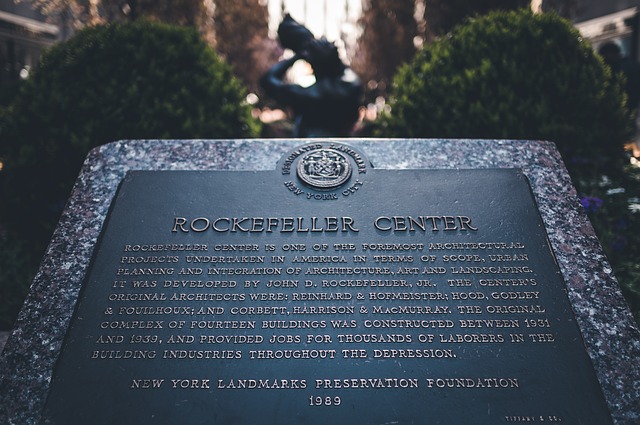 DESIGNATED LANDMARK
NEW YORK CITY
ROCKEFELLER CENTER
ROCKEFELLER CENTER IS ONE OF THE FOREMOST ARCHITECTURAL
PROJECTS UNDERTAKEN IN AMERICA IN TERMS OF SCOPE, URBAN
PLANNING AND INTEGRATION OF ARCHITECTURE, ART AND LANDSCAPING.
IT WAS DEVELOPED BY JOHN D. ROCKEFELLER, JR. THE CENTER'S
ORIGINAL ARCHITECTS WERE: REINHARD & HOFMEISTER; HOOD, GODLEY
& FOUILHOUX; AND CORBETT, HARRISON & MACMURRAY. THE ORIGINAL
COMPLEX OF FOURTEEN BUILDINGS WAS CONSTRUCTED BETWEEN 1931
AND 1939, AND PROVIDED JOBS FOR THOUSANDS OF LABORERS IN THE
BUILDING INDUSTRIES THROUGHOUT THE DEPRESSION.
NEW YORK LANDMARKS PRESERVATION FOUNDATION
1989
TIFFANY & CO.